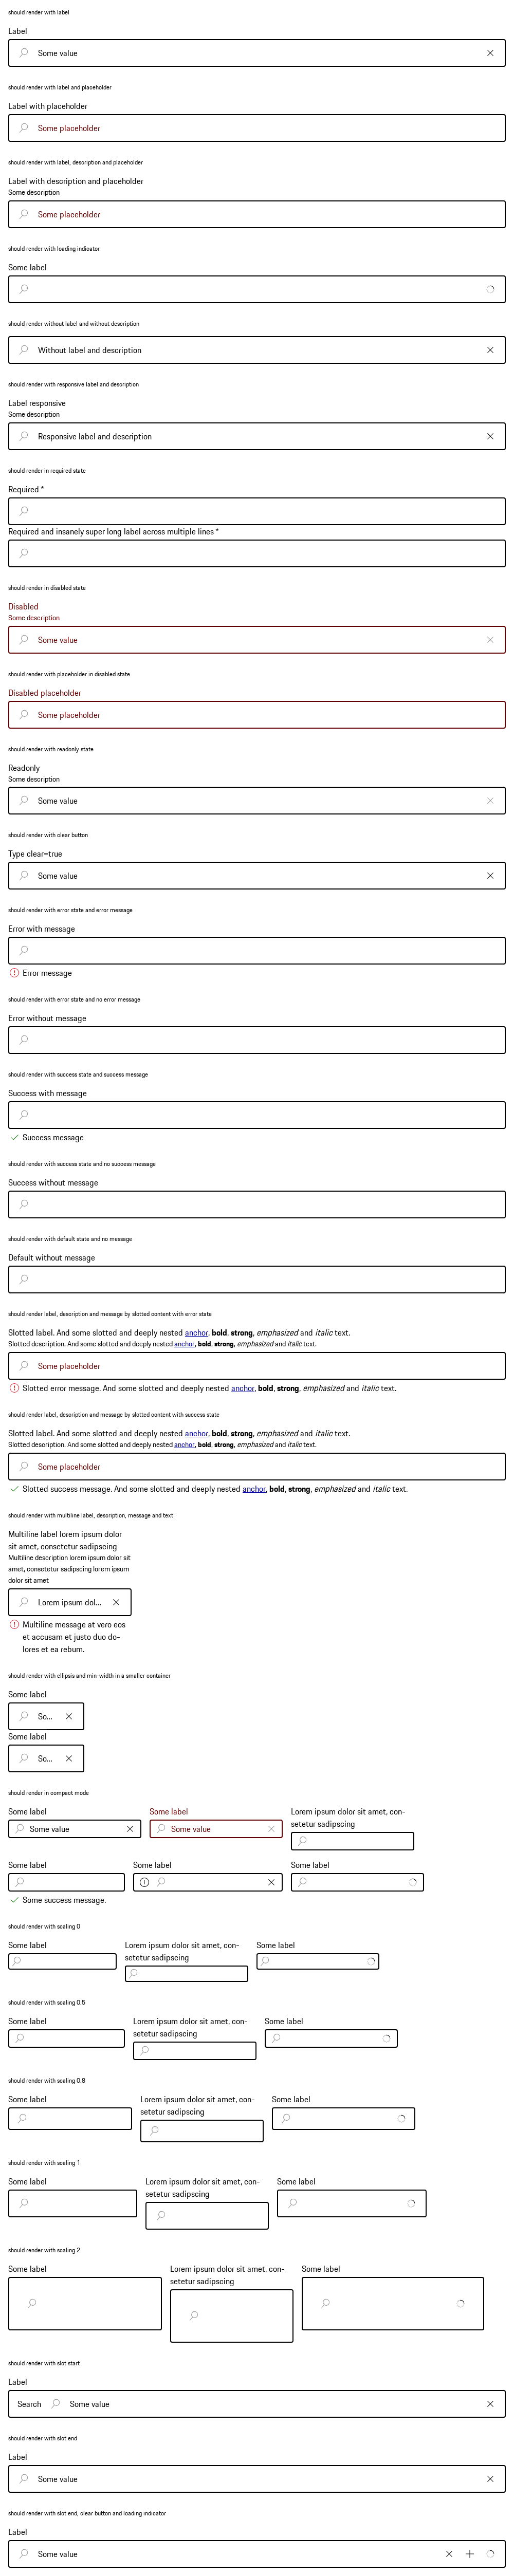 should render with label
Label
Some value
should render with label and placeholder
Label with placeholder
Some placeholder
should render with label, description and placeholder
Label with description and placeholder
Some description
Some placeholder
should render with loading indicator
Some label
should render without label and without description
Without label and description
should render with responsive label and description
Label responsive
Some description
Responsive label and description
should render in required state
Required *
Required and insanely super long label across multiple lines *
should render in disabled state
Disabled
Some description
Some value
should render with placeholder in disabled state
Disabled placeholder
Some placeholder
should render with readonly state
Readonly
Some description
Some value
should render with clear button
Type clear=true
Some value
should render with error state and error message
Error with message
Error message
should render with error state and no error message
Error without message
should render with success state and success message
Success with message
Success message
should render with success state and no success message
Success without message
should render with default state and no message
Default without message
should render label, description and message by slotted content with error state
Slotted label. And some slotted and deeply nested anchor, bold, strong, emphasized and italic text.
Slotted description. And some slotted and deeply nested anchor, bold, strong, emphasized and italic text.
Some placeholder
Slotted error message. And some slotted and deeply nested anchor, bold, strong, emphasized and italic text.
should render label, description and message by slotted content with success state
Slotted label. And some slotted and deeply nested anchor, bold, strong, emphasized and italic text.
Slotted description. And some slotted and deeply nested anchor, bold, strong, emphasized and italic text.
Some placeholder
Slotted success message. And some slotted and deeply nested anchor, bold, strong, emphasized and italic text.
should render with multiline label, description, message and text
Multiline label lorem ipsum dolor
sit amet, consetetur sadipscing
Multiline description lorem ipsum dolor sit
amet, consetetur sadipscing lorem ipsum
dolor sit amet
Lorem ipsum dol...
Multiline message at vero eos
et accusam et justo duo do-
lores et ea rebum.
should render with ellipsis and min-width in a smaller container
Some label
So...
Some label
So...
should render in compact mode
Some label
Some value
Some label
Some value
Lorem ipsum dolor sit amet, con-
setetur sadipscing
Some label
Some success message.
Some label
Some label
should render with scaling 0
Some label
Lorem ipsum dolor sit amet, con-
setetur sadipscing
Some label
should render with scaling 0.5
Some label
Lorem ipsum dolor sit amet, con-
setetur sadipscing
Some label
should render with scaling 0.8
Some label
Lorem ipsum dolor sit amet, con-
setetur sadipscing
Some label
should render with scaling 1
Some label
Lorem ipsum dolor sit amet, con-
setetur sadipscing
Some label
should render with scaling 2
Some label
Lorem ipsum dolor sit amet, con-
setetur sadipscing
Some label
should render with slot start
Label
Search Some value
should render with slot end
Label
Some value
should render with slot end, clear button and loading indicator
Label
Some value